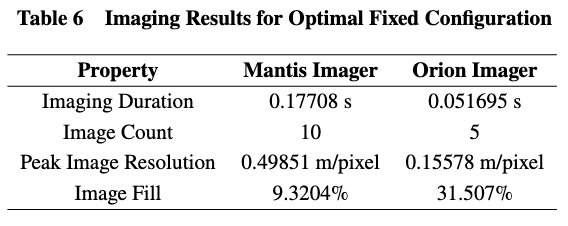 Table 6 Imaging Results for Optimal Fixed Configuration
Property Mantis Imager Orion Imager
Imaging Duration 0.17708 s 0.051695 s
Image Count 10 5
Peak Image Resolution 0.49851 m/pixel 0.15578 m/pixel
Image Fill 9.3204% 31.507%